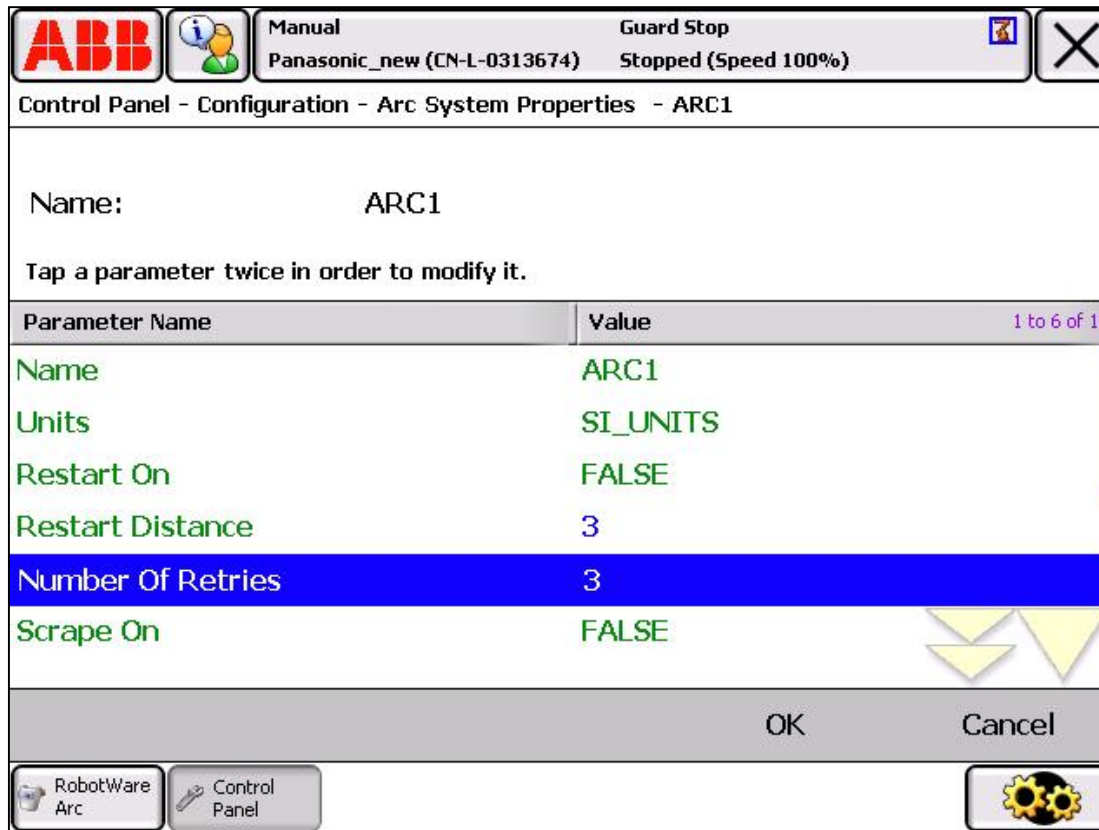 ABB
Manual Guard Stop
Panasonic_new (CN-L-0313674) Stopped (Speed 100%)
Control Panel - Configuration - Arc System Properties - ARC1
Name: ARC1
Tap a parameter twice in order to modify it.
Parameter Name Value 1 to 6 of 1
Name ARC1
Units SI_UNITS
Restart On FALSE
Restart Distance 3
Number Of Retries 3
Scrape On FALSE
OK Cancel
RobotWare Control
Arc Panel